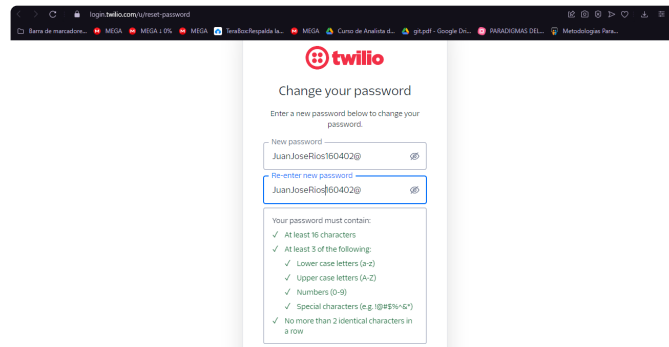 login.twilio.com/u/reset-password
Barra de marcadore... MEGA MEGA ↓ 0% MEGA TeraBox:Respalda la... MEGA Curso de Analista d... git.pdf - Google Dri... PARADIGMAS DEL... Metodologias Para...
twilio
Change your password
Enter a new password below to change your
password.
New password
JuanJoseRios160402@
Re-enter new password
JuanJoseRios160402@
Your password must contain:
✓ At least 16 characters
✓ At least 3 of the following:
✓ Lower case letters (a-z)
✓ Upper case letters (A-Z)
✓ Numbers (0-9)
✓ Special characters (e.g. !@#$%^&*)
✓ No more than 2 identical characters in
a row